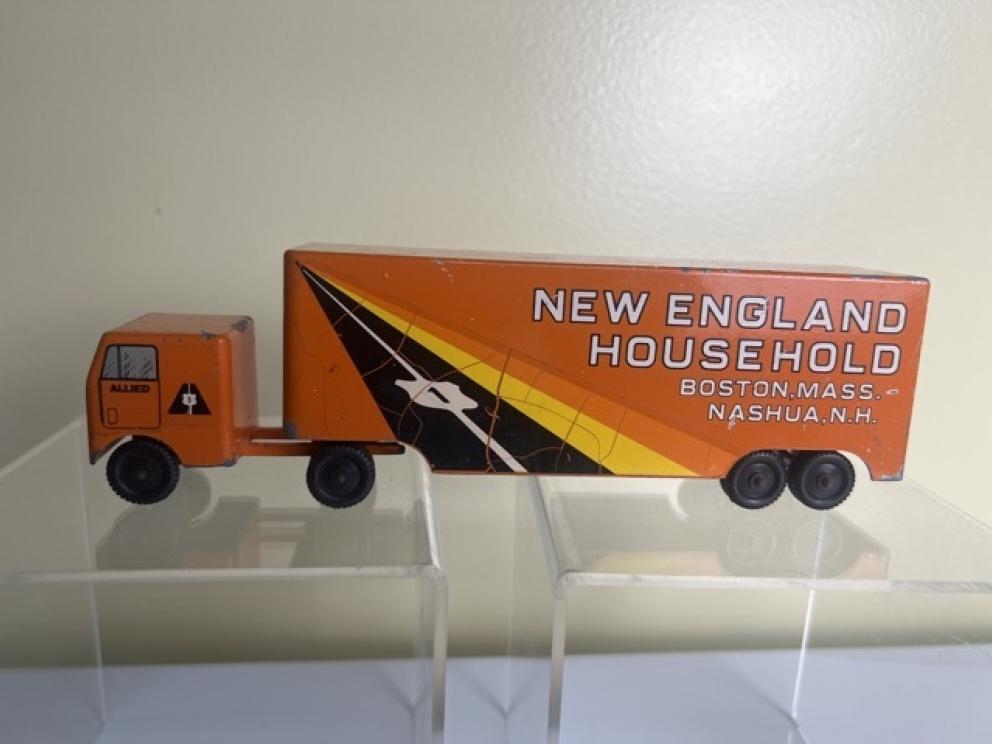 ALLIED
NEW ENGLAND
HOUSEHOLD
BOSTON, MASS.
NASHUA, N.H.